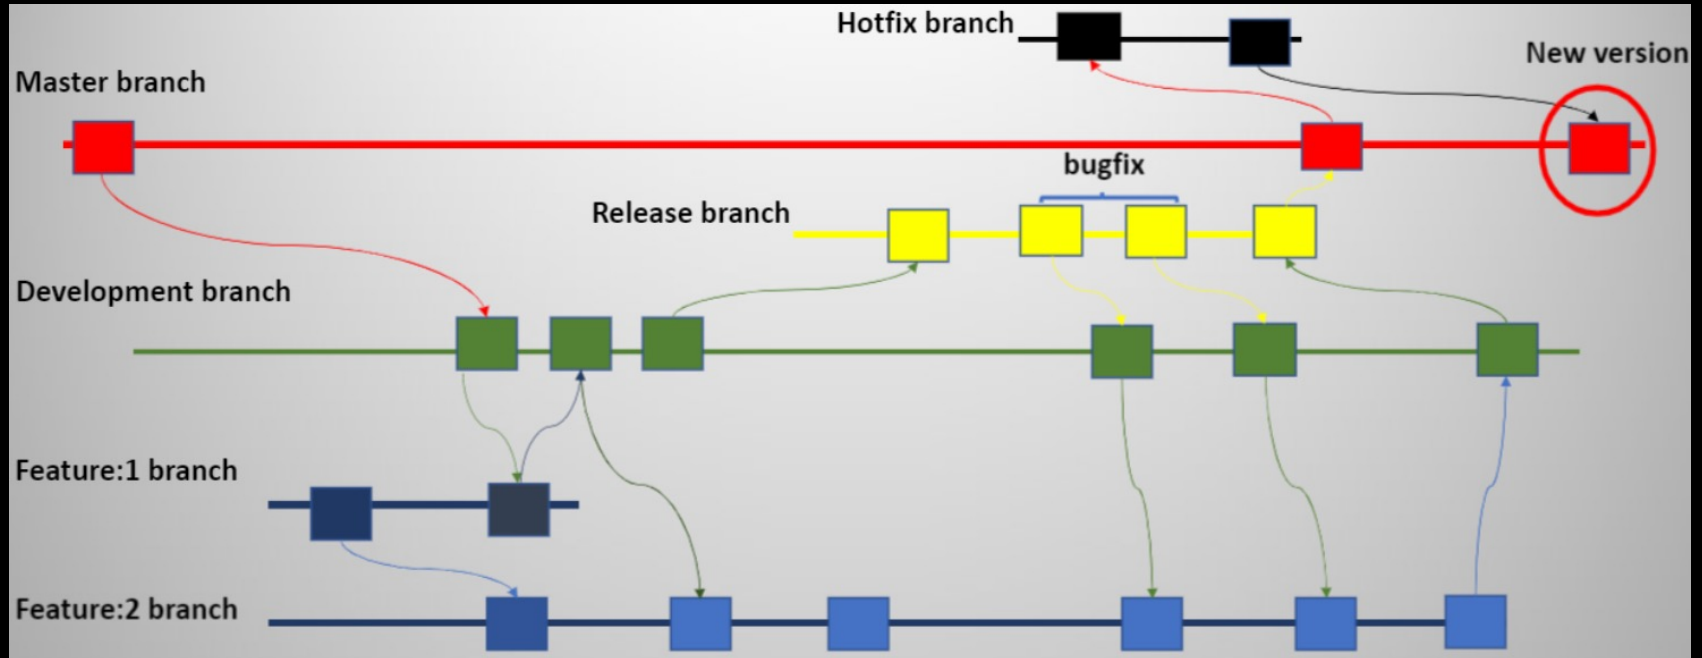 Hotfix branch
New version
Master branch
bugfix
Release branch
Development branch
Feature:1 branch
Feature:2 branch